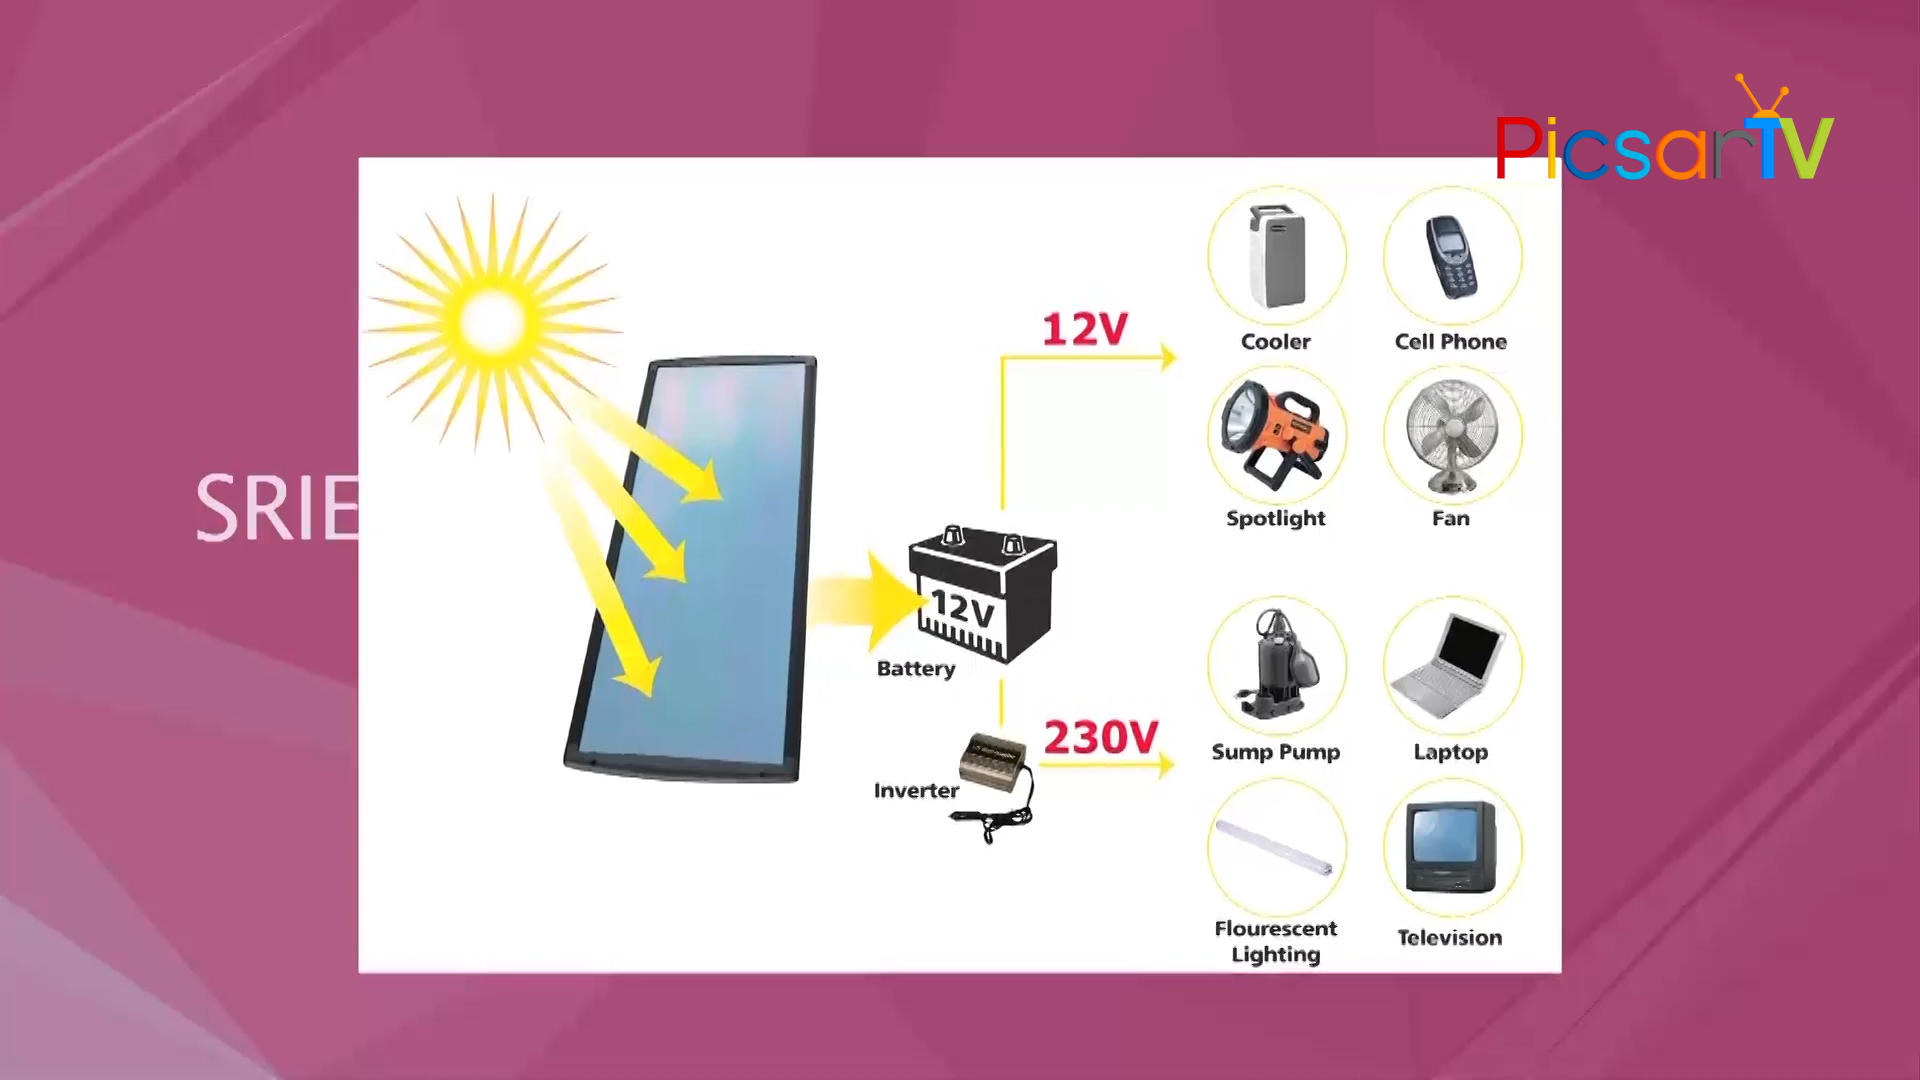 PicsarTV
12V
Cooler
Cell Phone
SRIE
Spotlight
Fan
12V
Battery
230V
Sump Pump
Laptop
Inverter
Flourescent
Lighting
Television